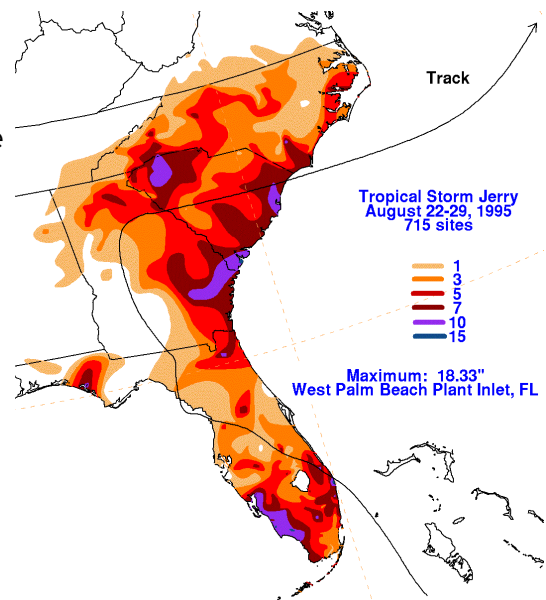 Track
e
Tropical Storm Jerry
August 22-29, 1995
715 sites
1
3
5
7
10
15
Maximum: 18.33"
West Palm Beach Plant Inlet, FL